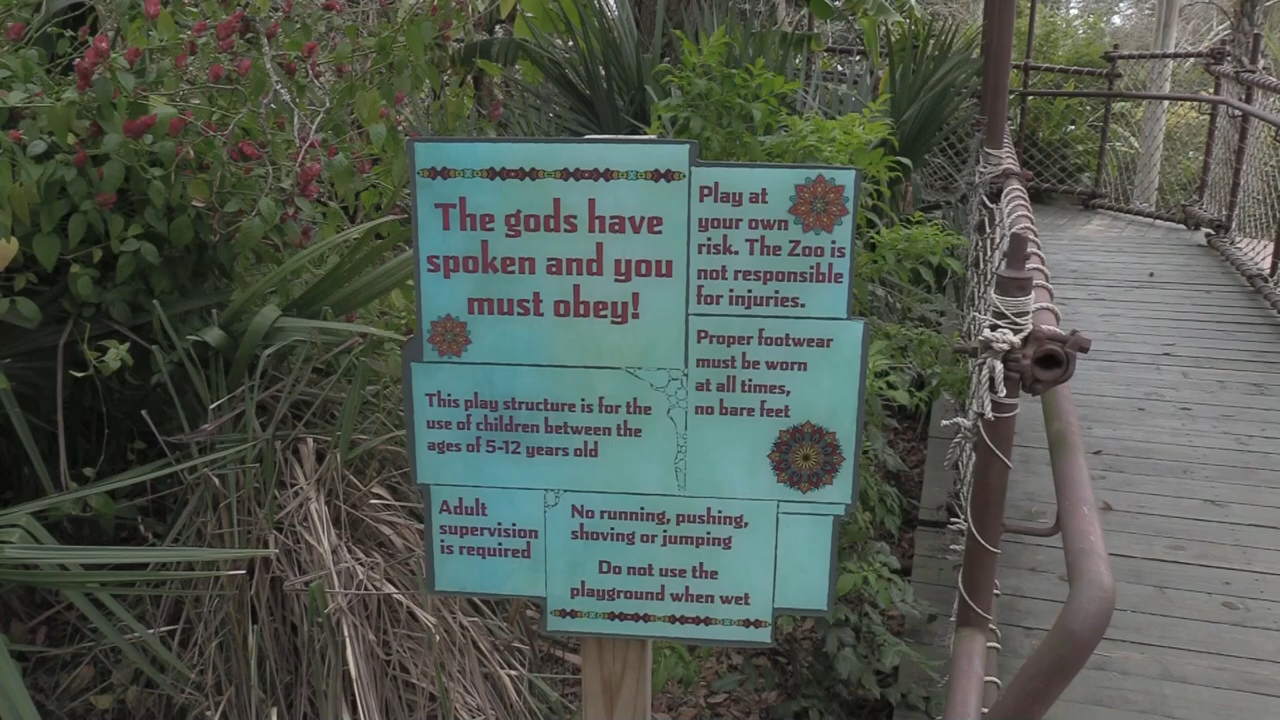 The gods have
spoken and you
must obey!
Play at
your own
risk. The Zoo is
not responsible
for injuries.
Proper footwear
must be worn
at all times,
no bare feet
This play structure is for the
use of children between the
ages of 5-12 years old
Adult
supervision
is required
No running, pushing,
shoving or jumping
Do not use the
playground when wet